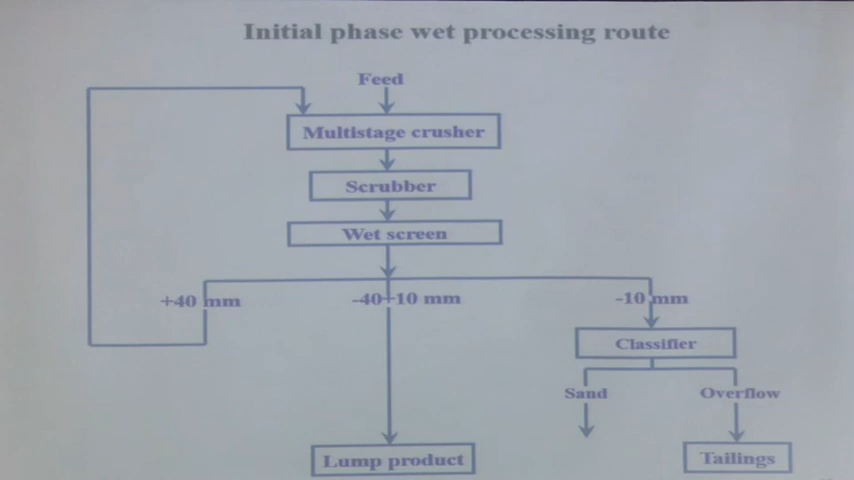 Initial phase wet processing route
Feed
Multistage crusher
Scrubber
Wet screen
+40 mm
-40+10 mm
-10 mm
Classifier
Sand
Overflow
Lump product
Tailings